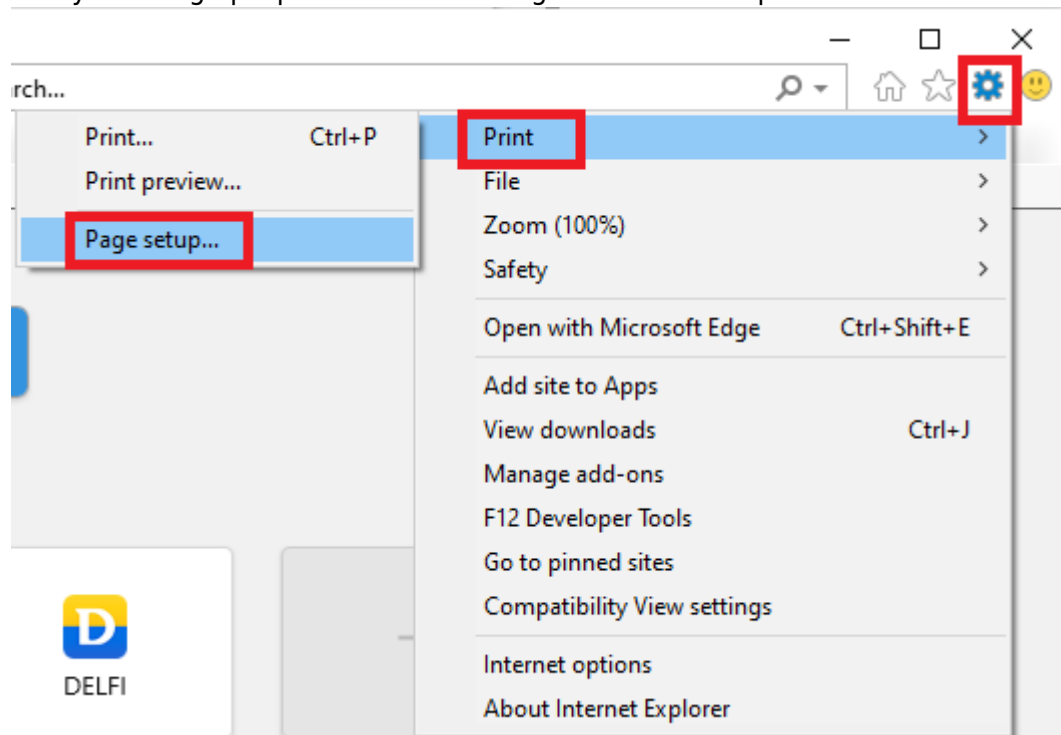 rch...
Print... Ctrl+P
Print preview...
Page setup...
Print
File
Zoom (100%)
Safety
Open with Microsoft Edge Ctrl+Shift+E
Add site to Apps
View downloads Ctrl+J
Manage add-ons
F12 Developer Tools
Go to pinned sites
Compatibility View settings
Internet options
About Internet Explorer
D
DELFI